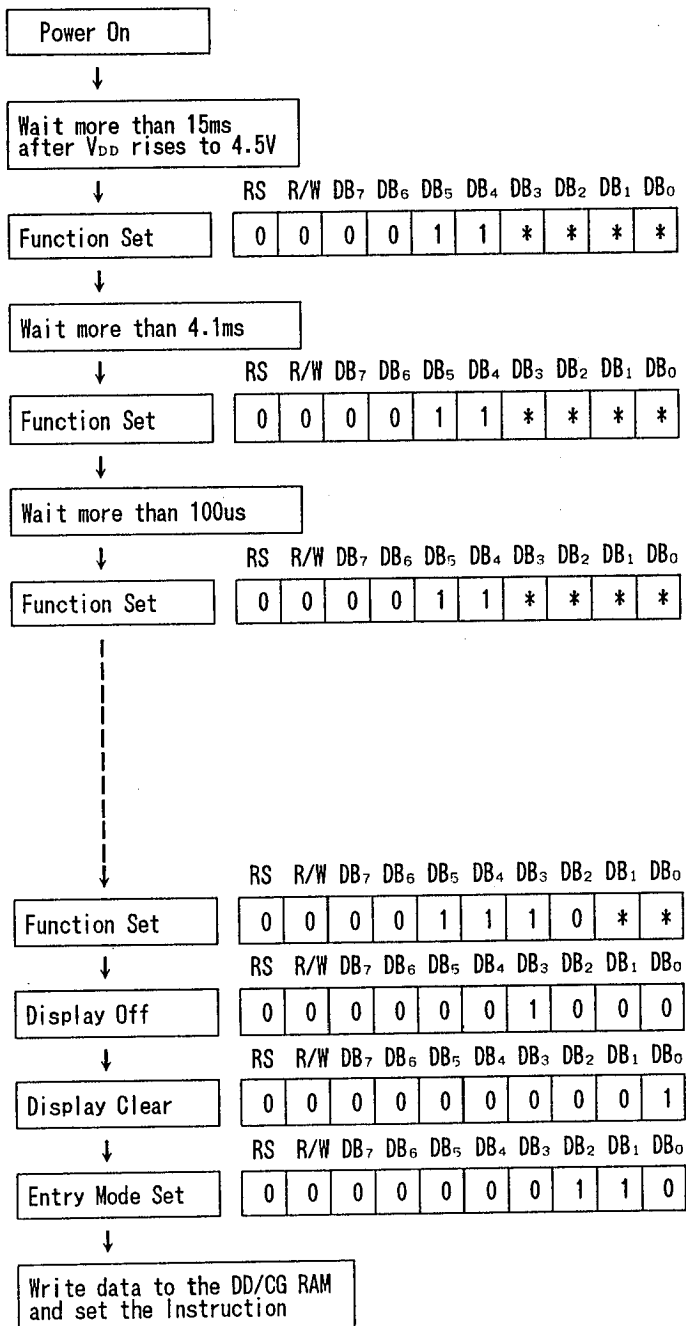 Power On
↓
Wait more than 15ms
after VDD rises to 4.5V
↓
RS R/W DB7 DB6 DB5 DB4 DB3 DB2 DB1 DB0
Function Set 0 0 0 0 1 1 * * * *
↓
Wait more than 4.1ms
↓
RS R/W DB7 DB6 DB5 DB4 DB3 DB2 DB1 DB0
Function Set 0 0 0 0 1 1 * * * *
↓
Wait more than 100us
↓
RS R/W DB7 DB6 DB5 DB4 DB3 DB2 DB1 DB0
Function Set 0 0 0 0 1 1 * * * *
RS R/W DB7 DB6 DB5 DB4 DB3 DB2 DB1 DB0
Function Set 0 0 0 0 1 1 1 0 * *
↓
RS R/W DB7 DB6 DB5 DB4 DB3 DB2 DB1 DB0
Display Off 0 0 0 0 0 0 1 0 0 0
↓
RS R/W DB7 DB6 DB5 DB4 DB3 DB2 DB1 DB0
Display Clear 0 0 0 0 0 0 0 0 0 1
↓
RS R/W DB7 DB6 DB5 DB4 DB3 DB2 DB1 DB0
Entry Mode Set 0 0 0 0 0 0 0 1 1 0
↓
Write data to the DD/CG RAM
and set the Instruction